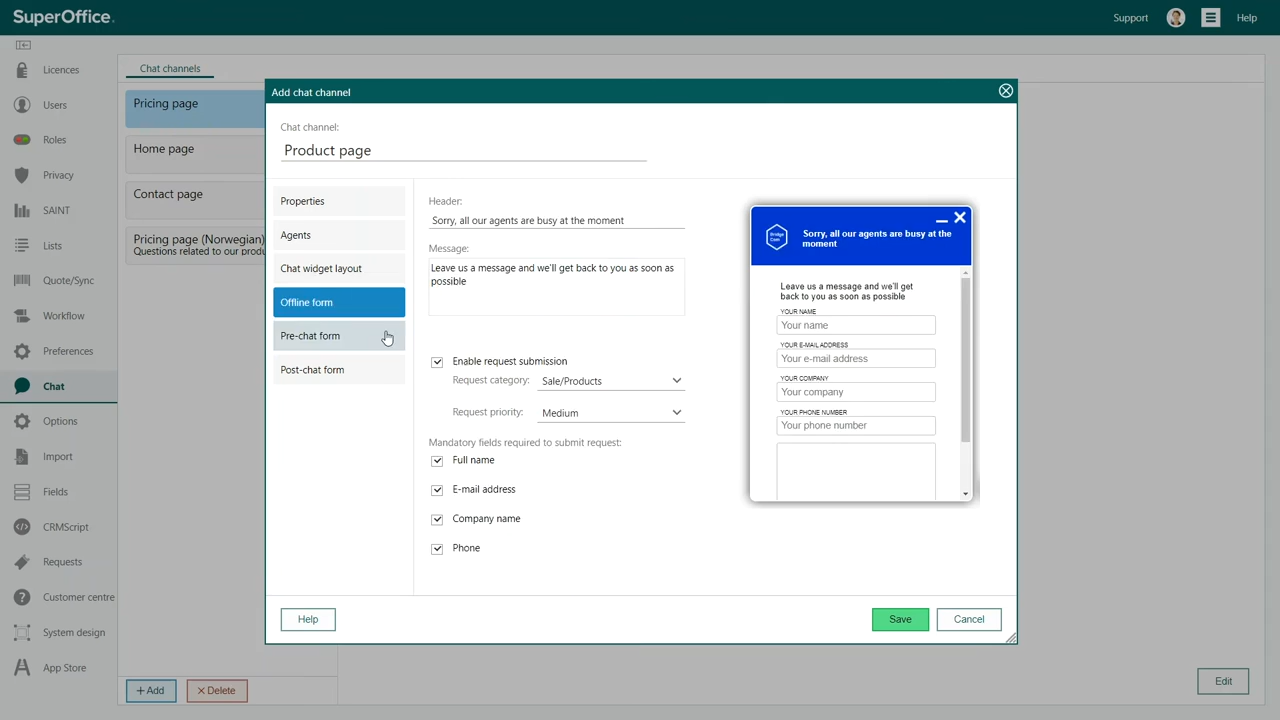 SuperOffice.
Support
Help
Licences
Users
Roles
Privacy
SAINT
Lists
Quote/Sync
Workflow
Preferences
Chat
Options
Import
Fields
CRMScript
Requests
Customer centre
System design
App Store
Chat channels
Pricing page
Home page
Contact page
Pricing page (Norwegian)
Questions related to our produ
+ Add
× Delete
Edit
Add chat channel
Chat channel:
Product page
Properties
Agents
Chat widget layout
Offline form
Pre-chat form
Post-chat form
Header:
Sorry, all our agents are busy at the moment
Message:
Leave us a message and we'll get back to you as soon as
possible
Enable request submission
Request category: Sale/Products
Request priority: Medium
Mandatory fields required to submit request:
Full name
E-mail address
Company name
Phone
Bridge
Com
Sorry, all our agents are busy at the
moment
Leave us a message and we'll get
back to you as soon as possible
YOUR NAME
Your name
YOUR E-MAIL ADDRESS
Your e-mail address
YOUR COMPANY
Your company
YOUR PHONE NUMBER
Your phone number
Help
Save
Cancel